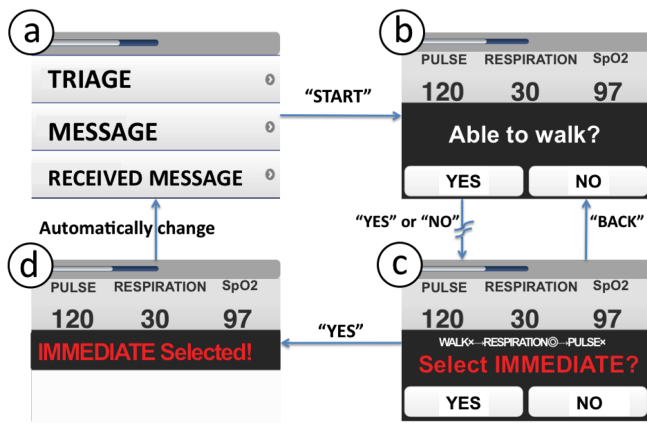 a
TRIAGE
MESSAGE
RECEIVED MESSAGE
“START”
b
PULSE RESPIRATION SpO2
120 30 97
Able to walk?
YES NO
Automatically change
“YES” or “NO”
“BACK”
d
PULSE RESPIRATION SpO2
120 30 97
IMMEDIATE Selected!
“YES”
c
PULSE RESPIRATION SpO2
120 30 97
WALK×→RESPIRATION◎→PULSE×
Select IMMEDIATE?
YES NO